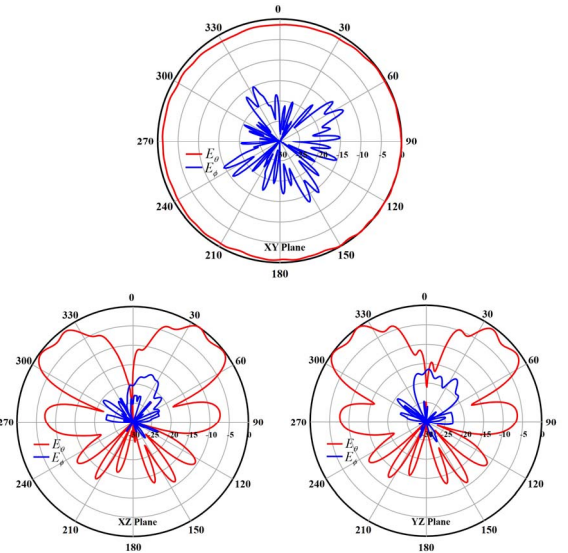 0
330 30
300 60
270 90
-25 -15 -10 -5 0
Eθ
Eϕ
240 120
210 150
XY Plane
180
0 0
330 30 330 30
300 60 300 60
270 90 270 90
-25 -20 -15 -10 -5 0 -25 -20 -15 -10 -5 0
Eθ Eθ
Eϕ Eϕ
240 120 240 120
210 150 210 150
XZ Plane YZ Plane
180 180